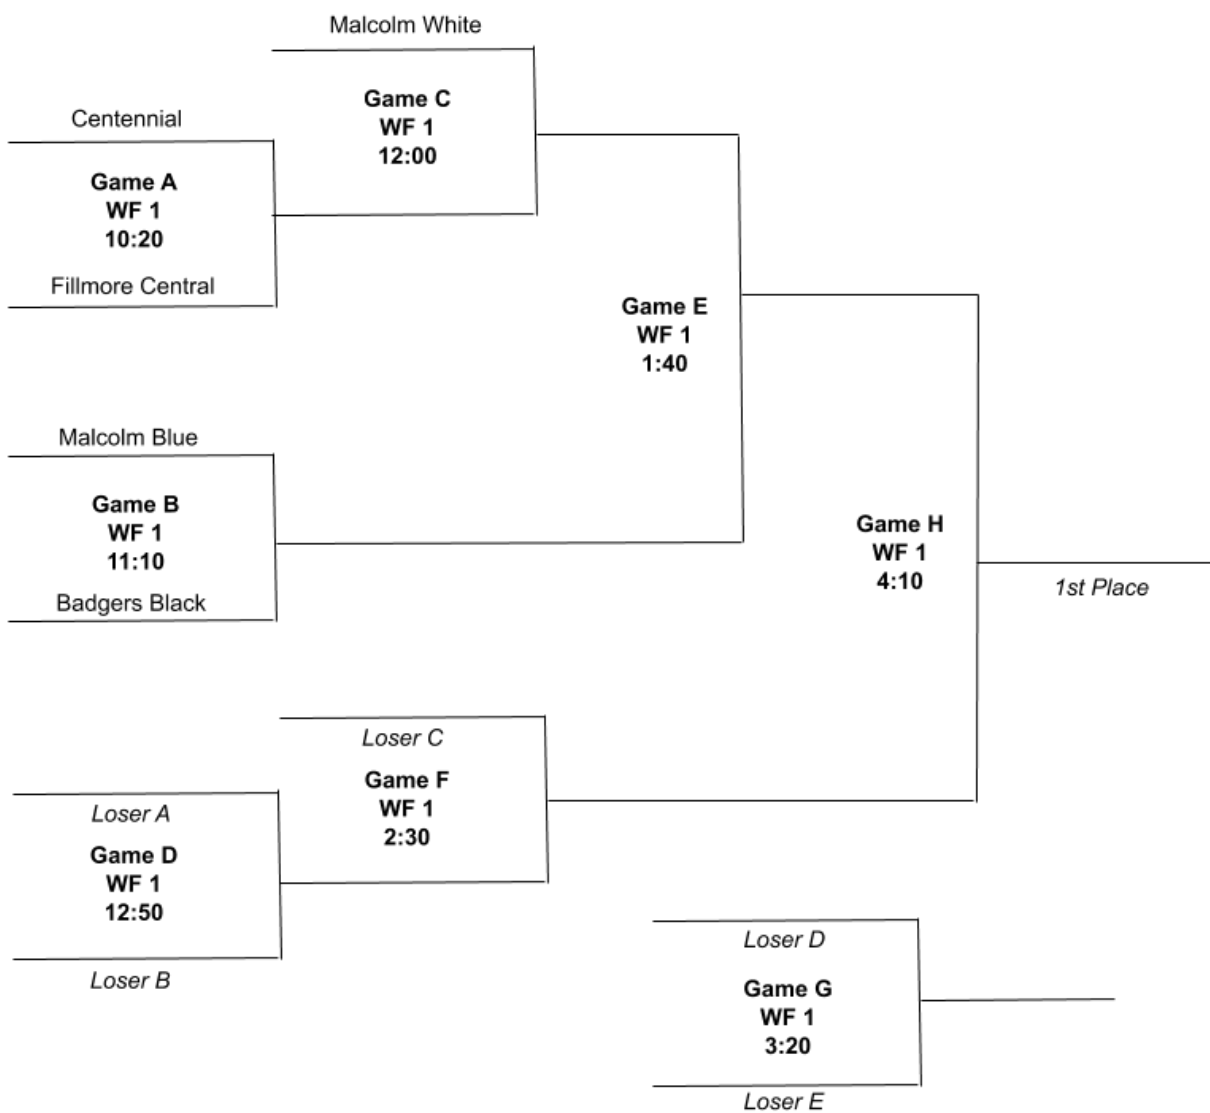 Malcolm White
Game C
WF 1
12:00
Centennial
Game A
WF 1
10:20
Fillmore Central
Game E
WF 1
1:40
Malcolm Blue
Game B
WF 1
11:10
Badgers Black
Game H
WF 1
4:10
1st Place
Loser C
Game F
WF 1
2:30
Loser A
Game D
WF 1
12:50
Loser B
Loser D
Game G
WF 1
3:20
Loser E